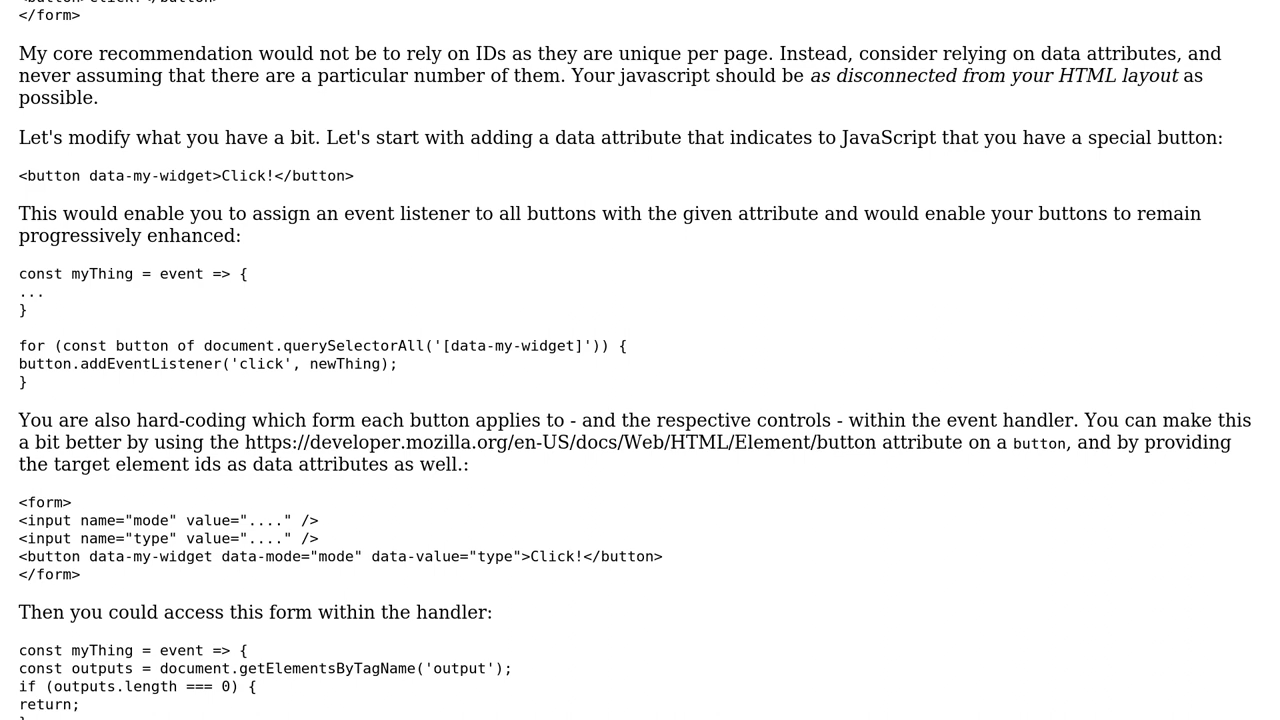 </form>
My core recommendation would not be to rely on IDs as they are unique per page. Instead, consider relying on data attributes, and
never assuming that there are a particular number of them. Your javascript should be as disconnected from your HTML layout as
possible.
Let's modify what you have a bit. Let's start with adding a data attribute that indicates to JavaScript that you have a special button:
<button data-my-widget>Click!</button>
This would enable you to assign an event listener to all buttons with the given attribute and would enable your buttons to remain
progressively enhanced:
const myThing = event => {
...
}
for (const button of document.querySelectorAll('[data-my-widget]')) {
button.addEventListener('click', newThing);
}
You are also hard-coding which form each button applies to - and the respective controls - within the event handler. You can make this
a bit better by using the https://developer.mozilla.org/en-US/docs/Web/HTML/Element/button attribute on a button, and by providing
the target element ids as data attributes as well.:
<form>
<input name="mode" value="...." />
<input name="type" value="...." />
<button data-my-widget data-mode="mode" data-value="type">Click!</button>
</form>
Then you could access this form within the handler:
const myThing = event => {
const outputs = document.getElementsByTagName('output');
if (outputs.length === 0) {
return;